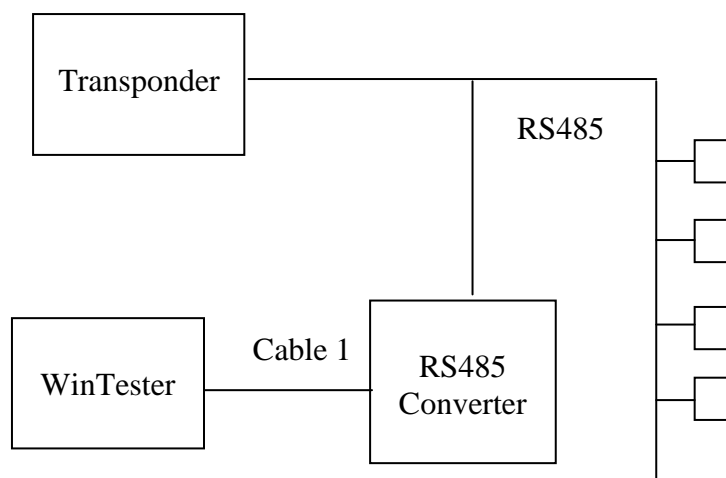 Transponder
RS485
Cable 1
WinTester
RS485
Converter